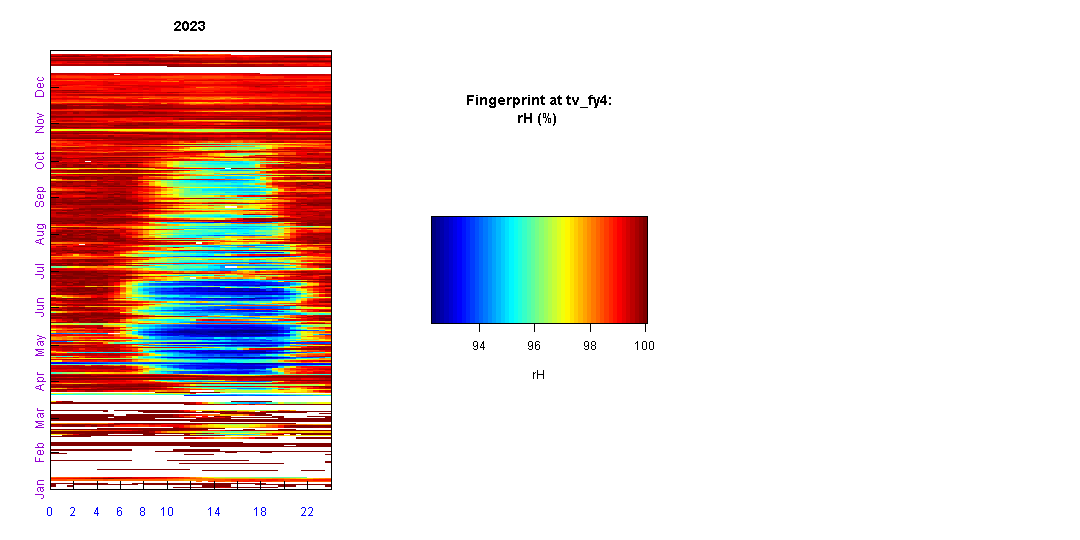 2023
Fingerprint at tv_fy4:
rH (%)
Dec
Nov
Oct
Sep
Aug
Jul
Jun
May
Apr
Mar
Feb
Jan
0 2 4 6 8 10 14 18 22
94 96 98 100
rH